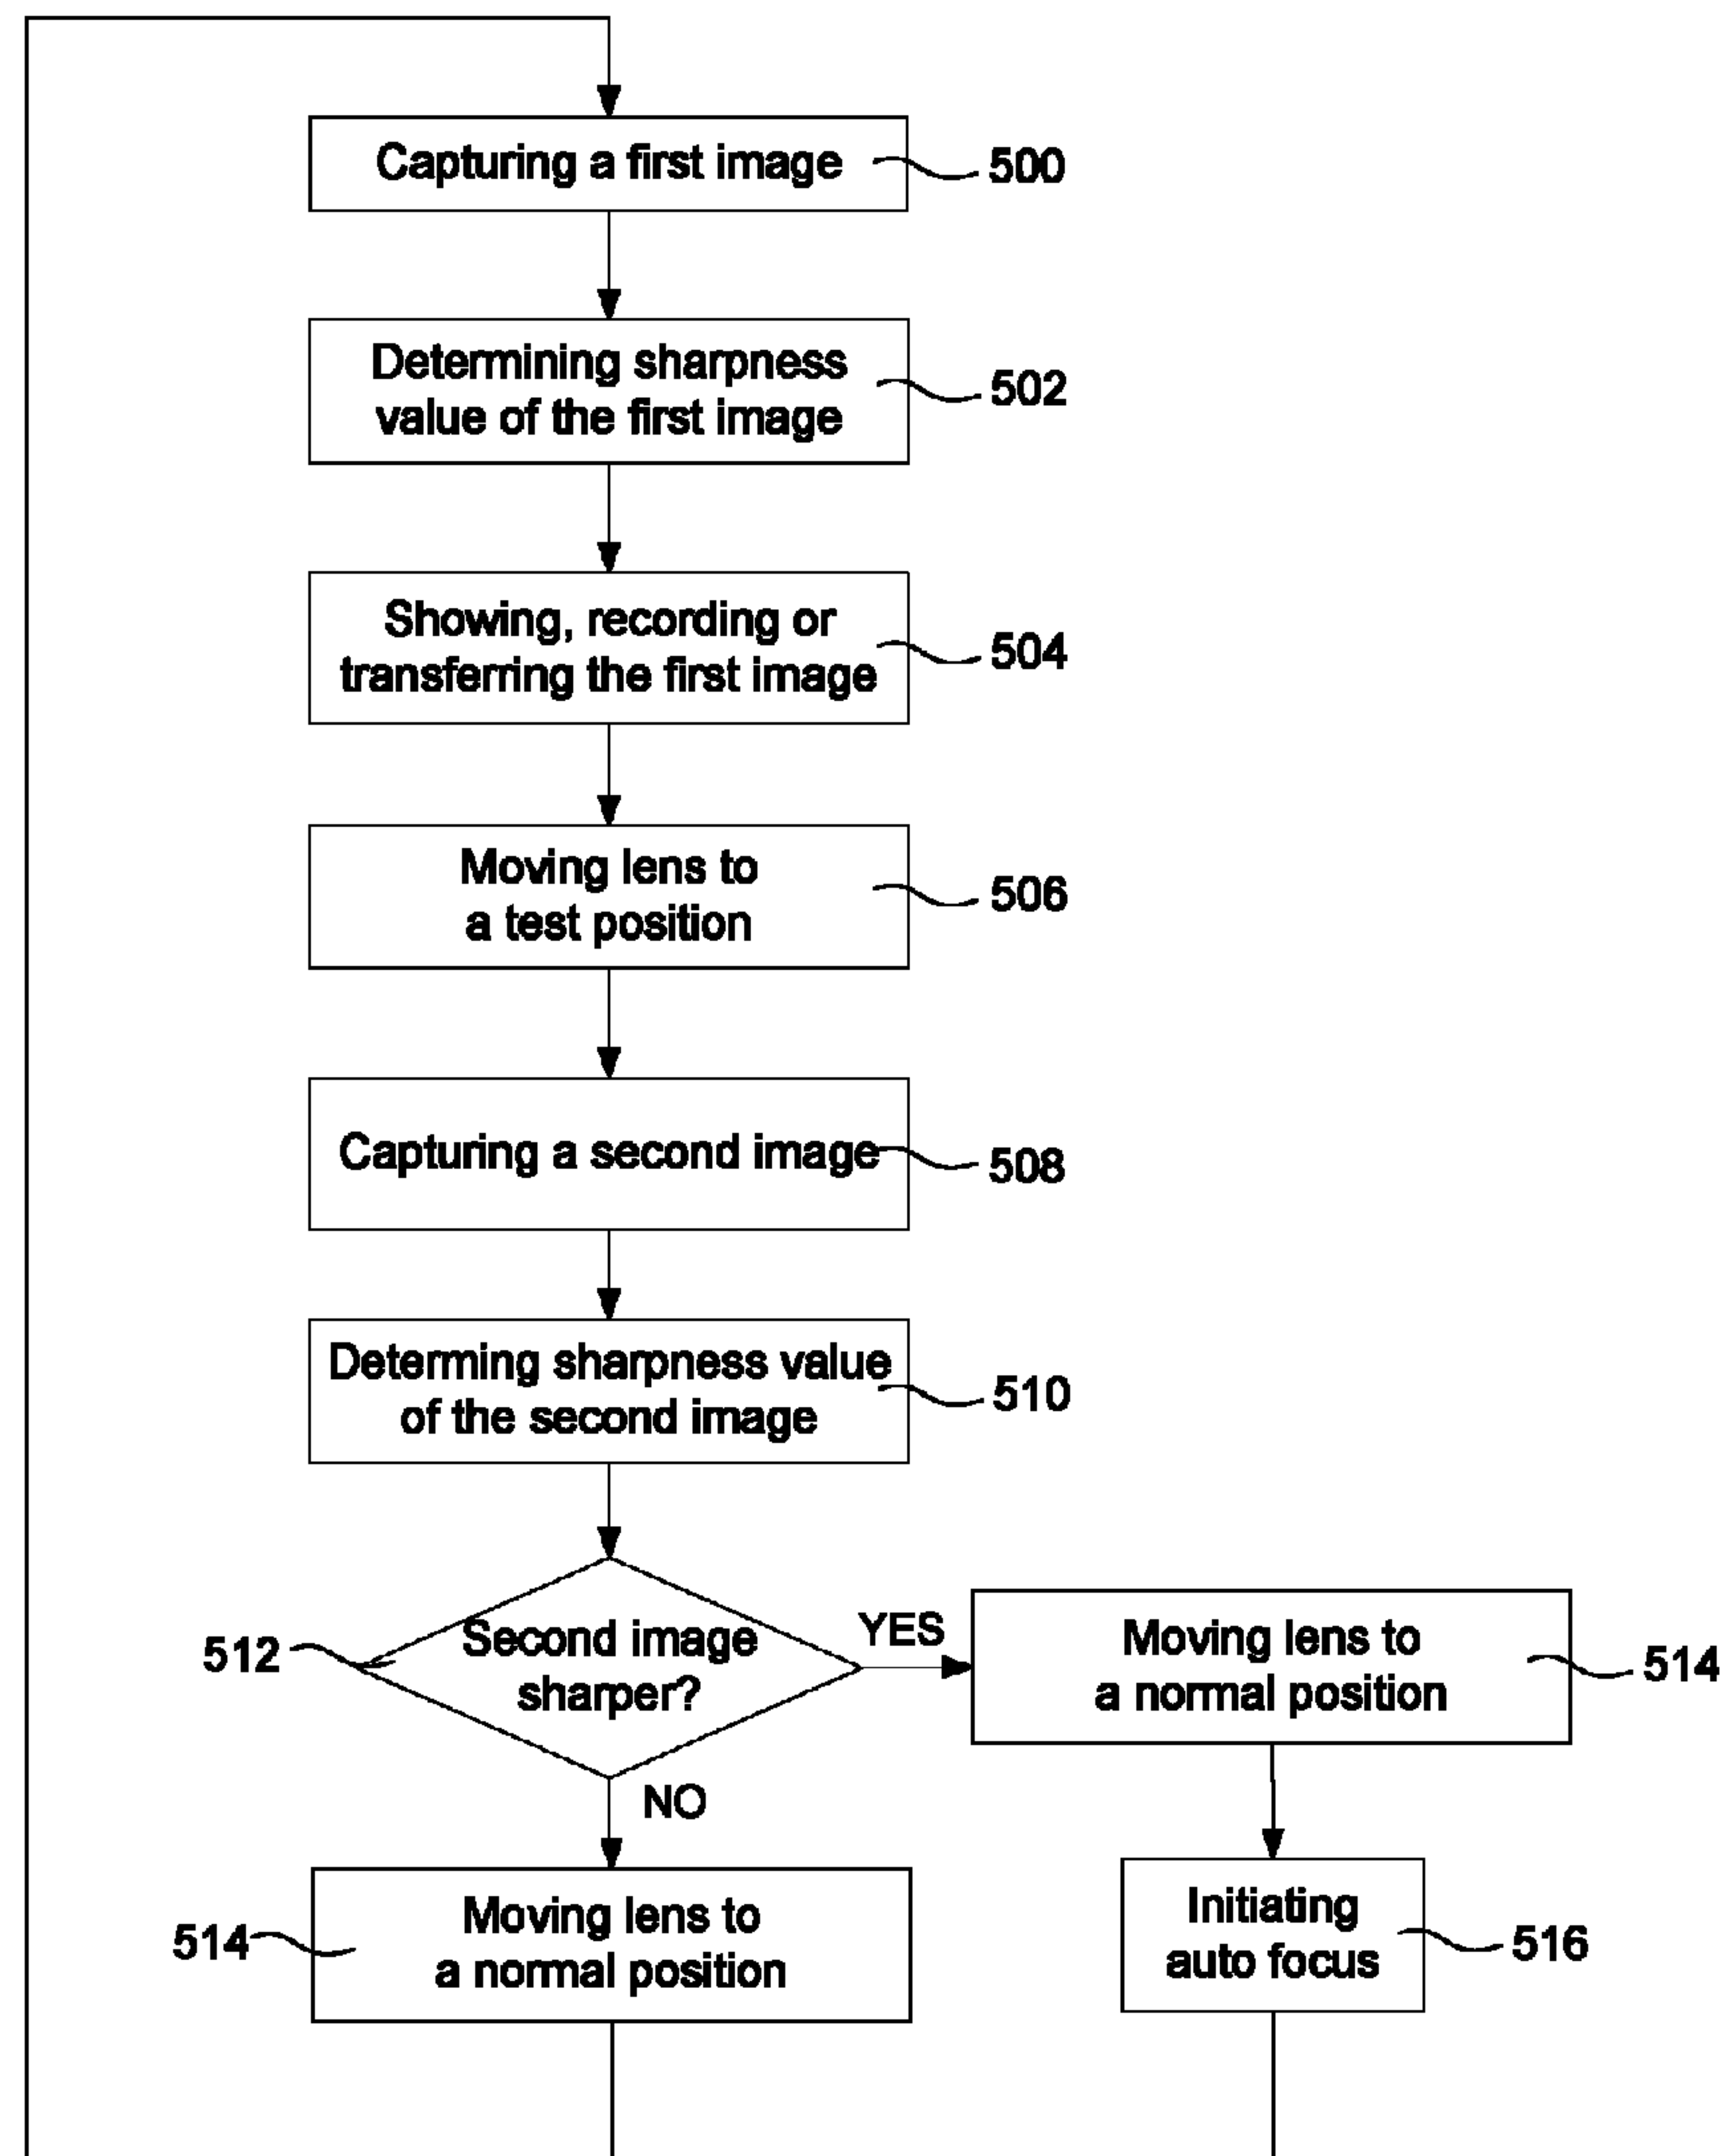 Capturing a first image
500
Determining sharpness
value of the first image
502
Showing, recording or
transferring the first image
504
Moving lens to
a test position
506
Capturing a second image
508
Determing sharpness value
of the second image
510
512
Second image
sharper?
YES
Moving lens to
a normal position
514
NO
514
Moving lens to
a normal position
Initiating
auto focus
516